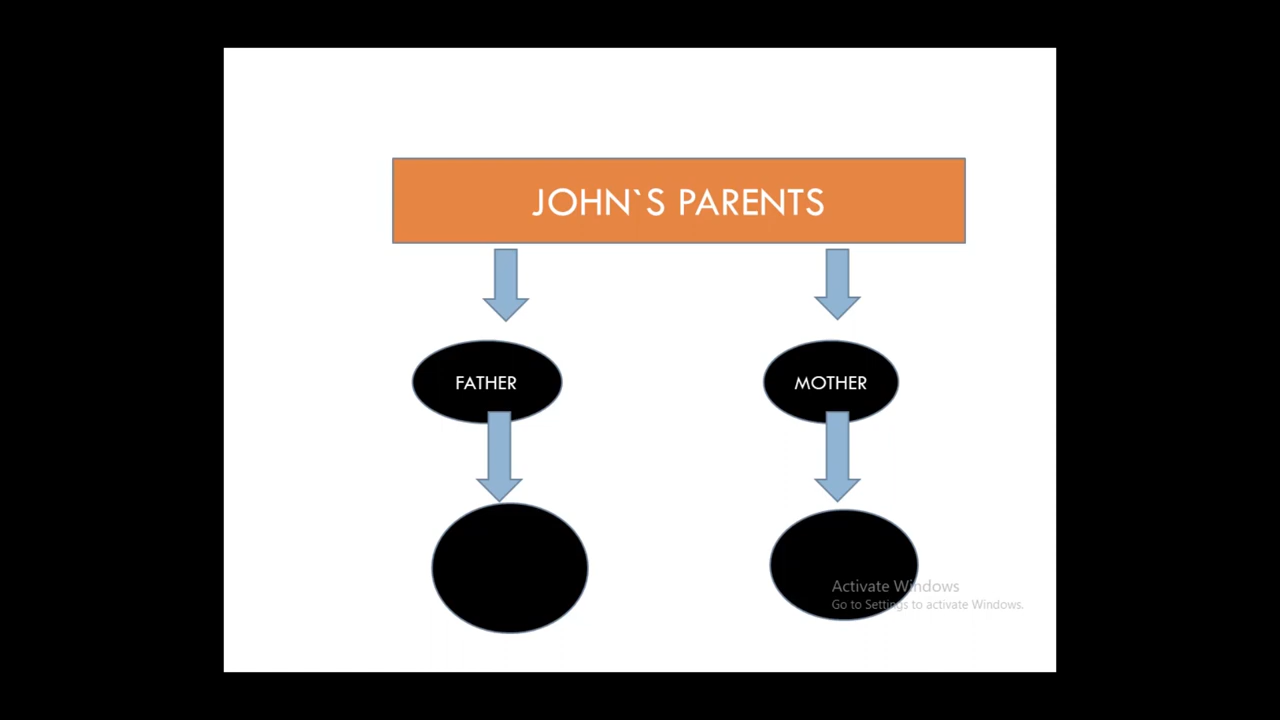 JOHN`S PARENTS
FATHER
MOTHER
Activate Windows
Go to Settings to activate Windows.